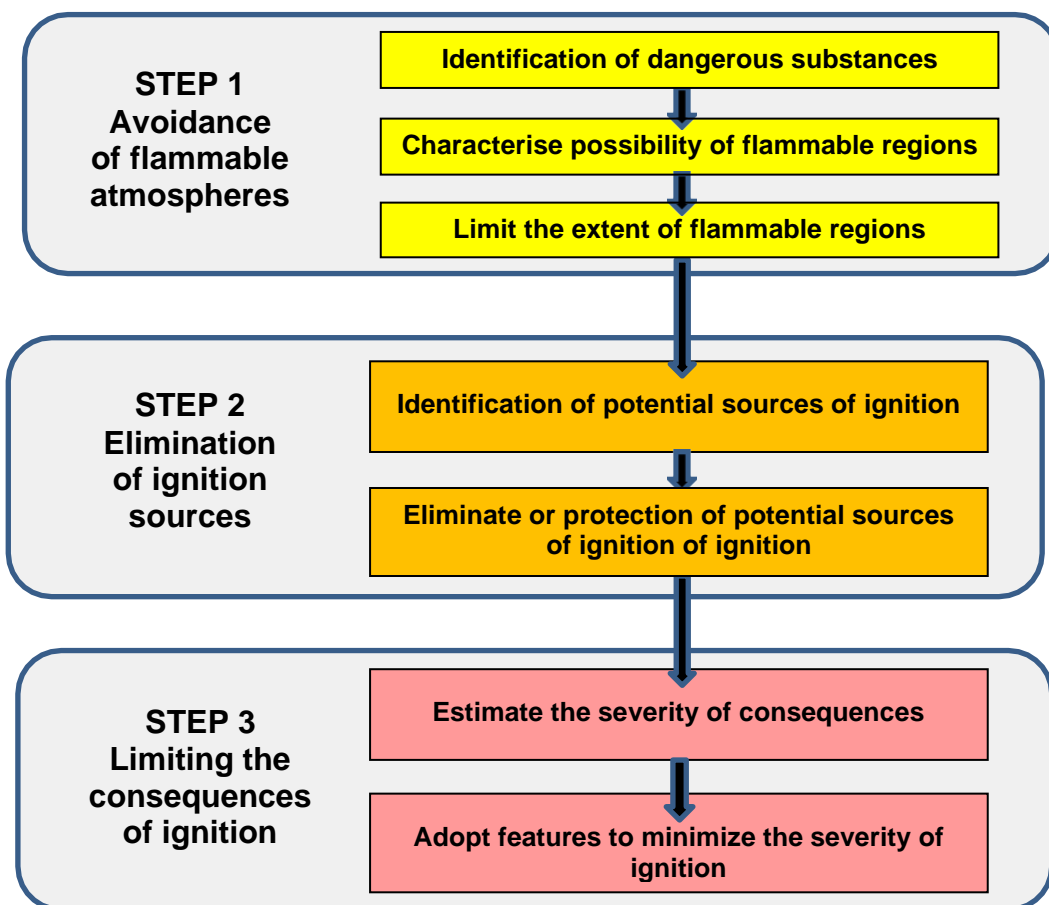 STEP 1
Avoidance
of flammable
atmospheres
Identification of dangerous substances
Characterise possibility of flammable regions
Limit the extent of flammable regions
STEP 2
Elimination
of ignition
sources
Identification of potential sources of ignition
Eliminate or protection of potential sources
of ignition of ignition
STEP 3
Limiting the
consequences
of ignition
Estimate the severity of consequences
Adopt features to minimize the severity of
ignition